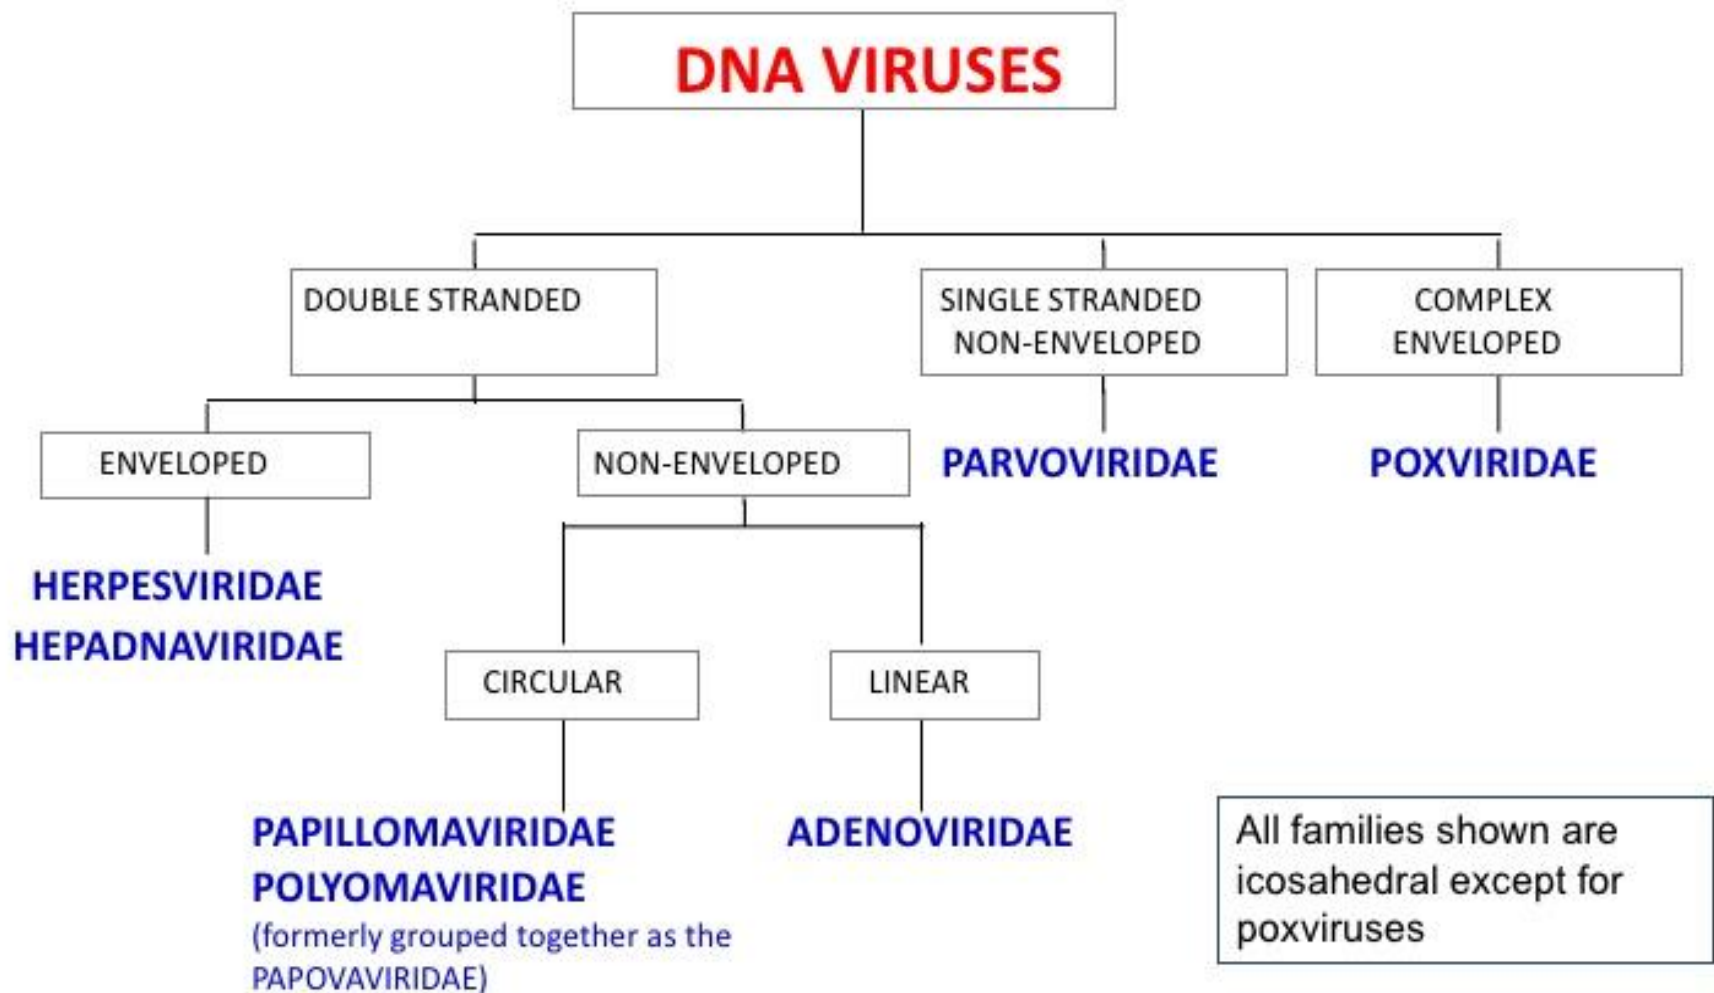 DNA VIRUSES
DOUBLE STRANDED
SINGLE STRANDED
NON-ENVELOPED
COMPLEX
ENVELOPED
ENVELOPED
NON-ENVELOPED
PARVOVIRIDAE
POXVIRIDAE
HERPESVIRIDAE
HEPADNAVIRIDAE
CIRCULAR
LINEAR
PAPILLOMAVIRIDAE
POLYOMAVIRIDAE
(formerly grouped together as the
PAPOVAVIRIDAE)
ADENOVIRIDAE
All families shown are
icosahedral except for
poxviruses